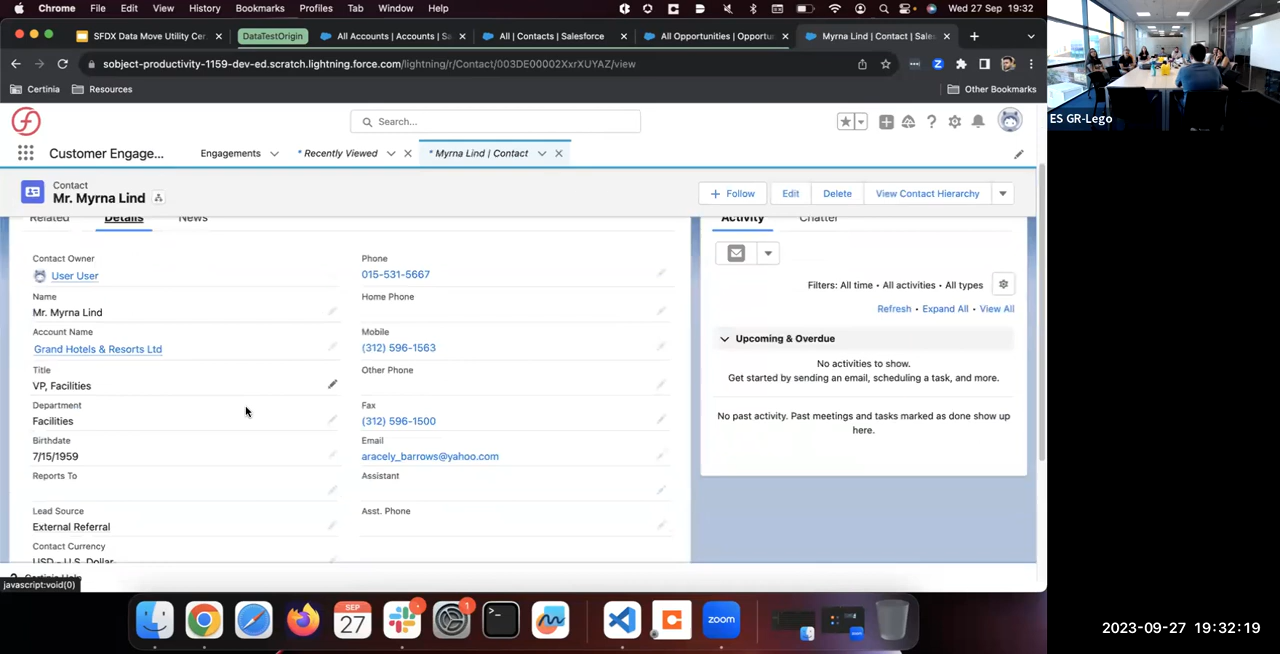 Chrome File Edit View History Bookmarks Profiles Tab Window Help Wed 27 Sep 19:32
SFDX Data Move Utility Cer DataTestOrigin All Accounts | Accounts | Sa All | Contacts | Salesforce All Opportunities | Opportu Myrna Lind | Contact | Sales
sobject-productivity-1159-dev-ed.scratch.lightning.force.com/lightning/r/Contact/003DE00002XxrXUYAZ/view
Certinia Resources Other Bookmarks
Search...
Customer Engage... Engagements * Recently Viewed * Myrna Lind | Contact
Contact
Mr. Myrna Lind
+ Follow Edit Delete View Contact Hierarchy
Related Details News
Activity Chatter
Contact Owner
User User
Name
Mr. Myrna Lind
Account Name
Grand Hotels & Resorts Ltd
Title
VP, Facilities
Department
Facilities
Birthdate
7/15/1959
Reports To
Lead Source
External Referral
Contact Currency
USD - U.S. Dollar
Phone
015-531-5667
Home Phone
Mobile
(312) 596-1563
Other Phone
Fax
(312) 596-1500
Email
aracely_barrows@yahoo.com
Assistant
Asst. Phone
Filters: All time • All activities • All types
Refresh • Expand All • View All
Upcoming & Overdue
No activities to show.
Get started by sending an email, scheduling a task, and more.
No past activity. Past meetings and tasks marked as done show up
here.
Certinia Help
javascript:void(0)
SEP
27
1
zoom
ES GR-Lego
2023-09-27 19:32:19